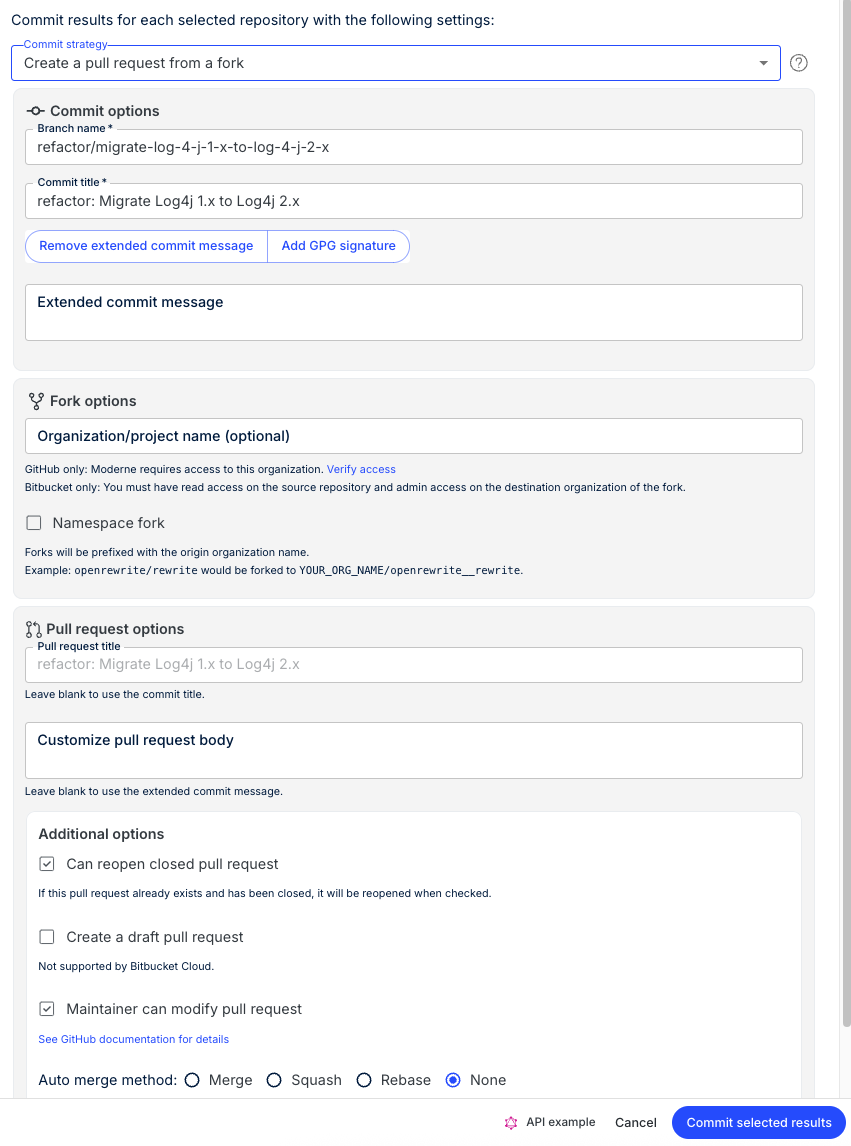 Commit results for each selected repository with the following settings:
Commit strategy
Create a pull request from a fork
?
Commit options
Branch name *
refactor/migrate-log-4-j-1-x-to-log-4-j-2-x
Commit title *
refactor: Migrate Log4j 1.x to Log4j 2.x
Remove extended commit message Add GPG signature
Extended commit message
Fork options
Organization/project name (optional)
GitHub only: Moderne requires access to this organization. Verify access
Bitbucket only: You must have read access on the source repository and admin access on the destination organization of the fork.
Namespace fork
Forks will be prefixed with the origin organization name.
Example: openrewrite/rewrite would be forked to YOUR_ORG_NAME/openrewrite__rewrite.
Pull request options
Pull request title
refactor: Migrate Log4j 1.x to Log4j 2.x
Leave blank to use the commit title.
Customize pull request body
Leave blank to use the extended commit message.
Additional options
Can reopen closed pull request
If this pull request already exists and has been closed, it will be reopened when checked.
Create a draft pull request
Not supported by Bitbucket Cloud.
Maintainer can modify pull request
See GitHub documentation for details
Auto merge method: Merge Squash Rebase None
API example Cancel Commit selected results